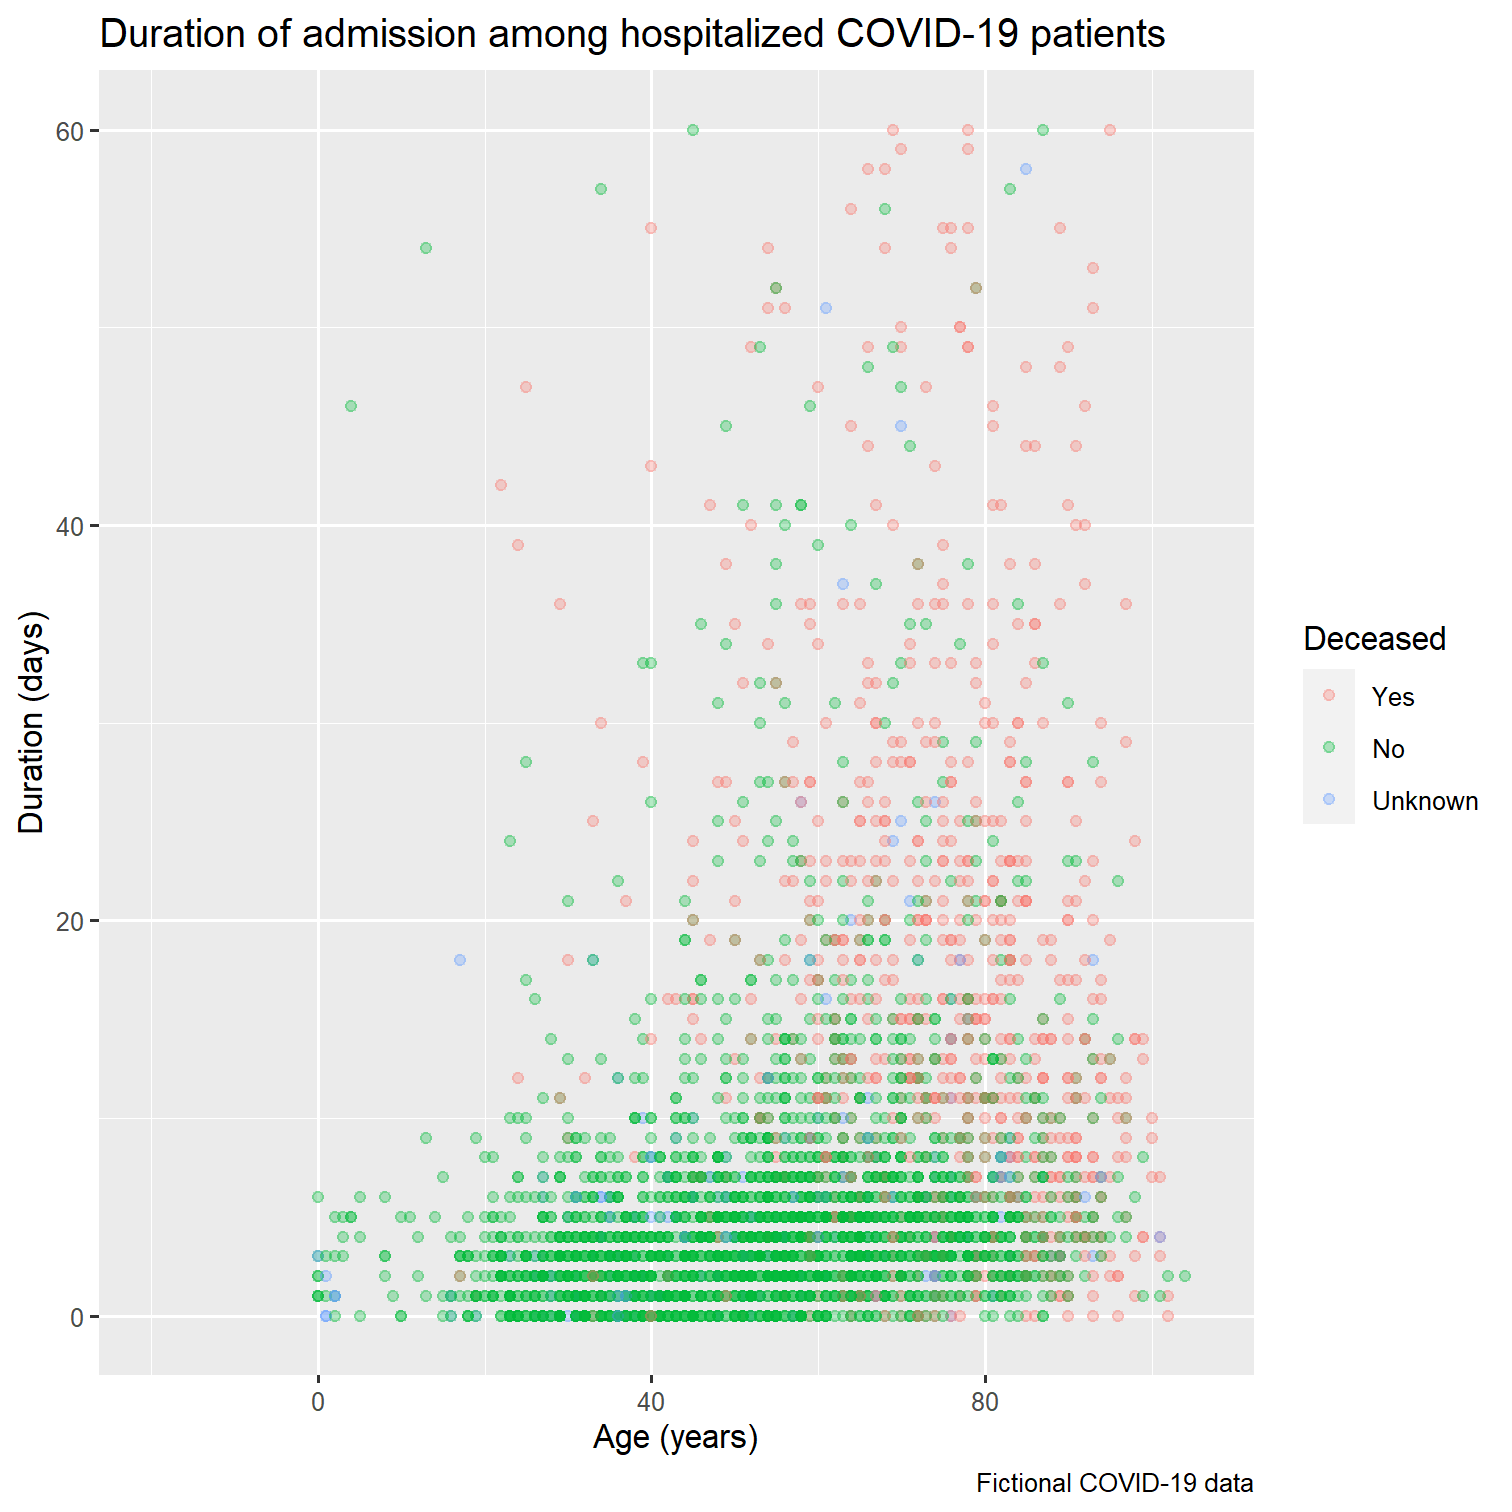 Duration of admission among hospitalized COVID-19 patients
60
40
20
0
Duration (days)
0 40 80
Age (years)
Deceased
Yes
No
Unknown
Fictional COVID-19 data